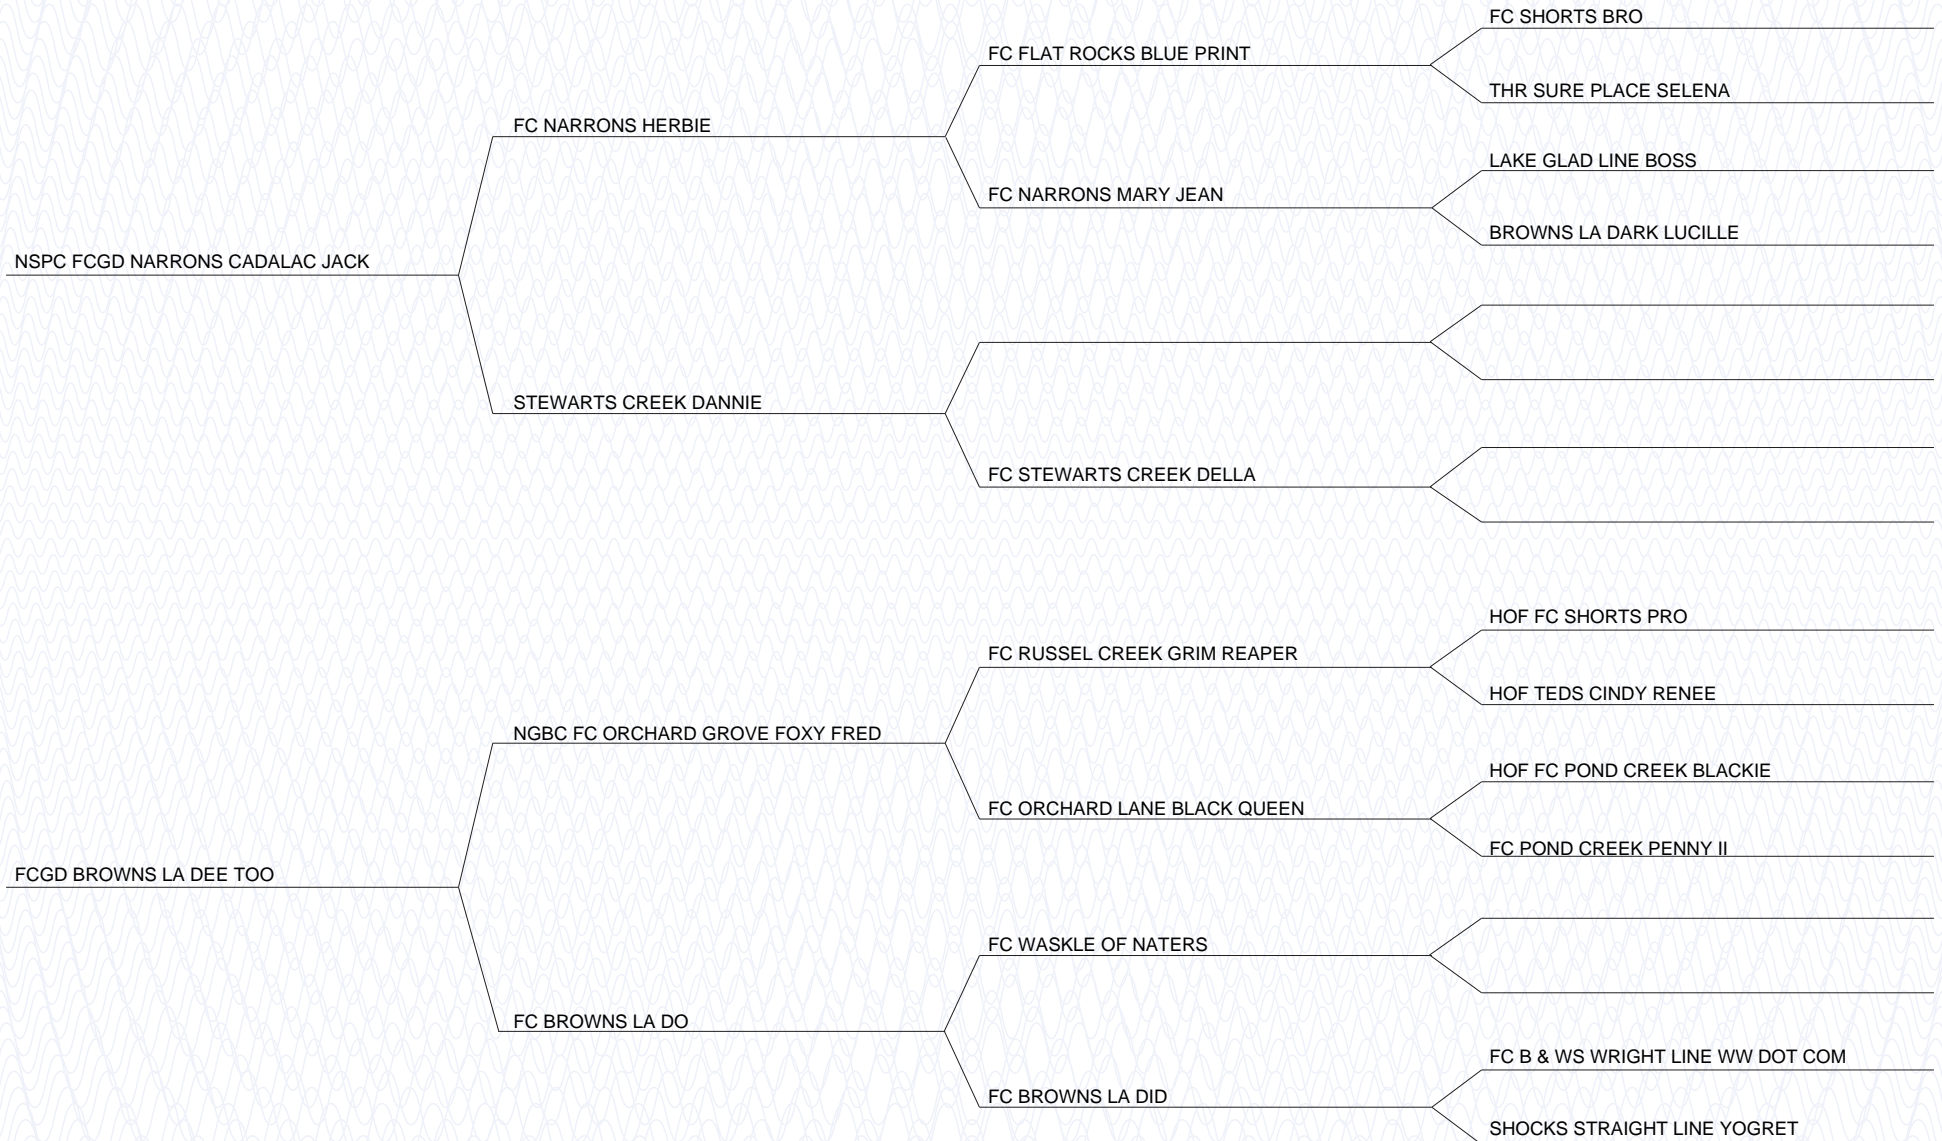 FC SHORTS BRO
FC FLAT ROCKS BLUE PRINT
THR SURE PLACE SELENA
FC NARRONS HERBIE
LAKE GLAD LINE BOSS
FC NARRONS MARY JEAN
BROWNS LA DARK LUCILLE
NSPC FCGD NARRONS CADALAC JACK
STEWARTS CREEK DANNIE
FC STEWARTS CREEK DELLA
HOF FC SHORTS PRO
FC RUSSEL CREEK GRIM REAPER
HOF TEDS CINDY RENEE
NGBC FC ORCHARD GROVE FOXY FRED
HOF FC POND CREEK BLACKIE
FC ORCHARD LANE BLACK QUEEN
FC POND CREEK PENNY II
FCGD BROWNS LA DEE TOO
FC WASKLE OF NATERS
FC BROWNS LA DO
FC B & WS WRIGHT LINE WW DOT COM
FC BROWNS LA DID
SHOCKS STRAIGHT LINE YOGRET